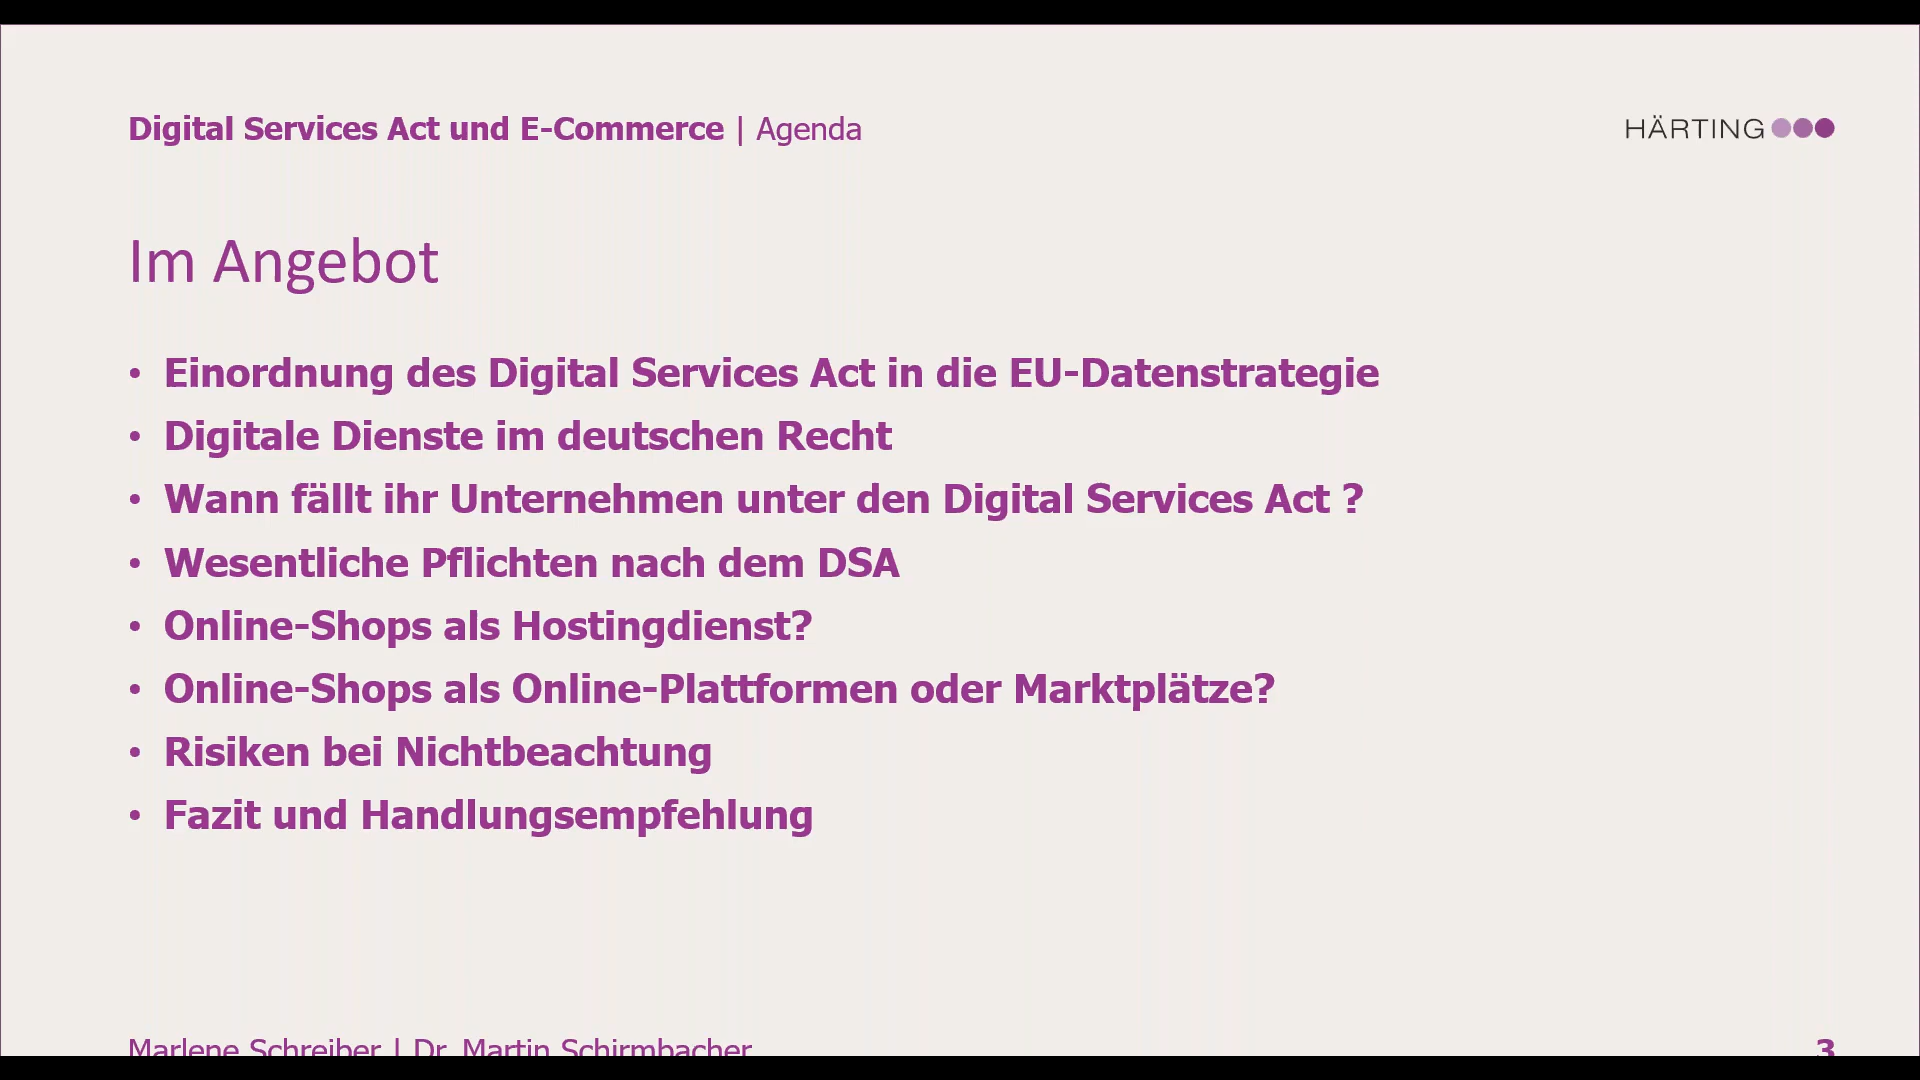 Digital Services Act und E-Commerce | Agenda
HÄRTING
Im Angebot
• Einordnung des Digital Services Act in die EU-Datenstrategie
• Digitale Dienste im deutschen Recht
• Wann fällt ihr Unternehmen unter den Digital Services Act ?
• Wesentliche Pflichten nach dem DSA
• Online-Shops als Hostingdienst?
• Online-Shops als Online-Plattformen oder Marktplätze?
• Risiken bei Nichtbeachtung
• Fazit und Handlungsempfehlung
Marlene Schreiber | Dr. Martin Schirmbacher
3